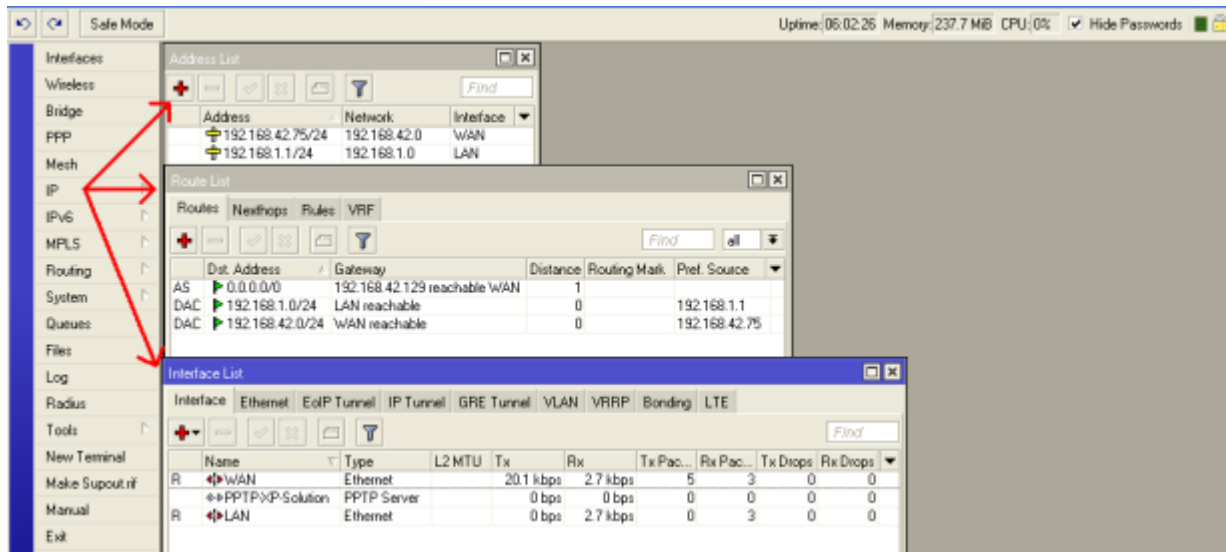 Safe Mode
Uptime: 06:02:26 Memory: 237.7 MiB CPU: 0% Hide Passwords
Interfaces
Wireless
Bridge
PPP
Mesh
IP
IPv6
MPLS
Routing
System
Queues
Files
Log
Radius
Tools
New Terminal
Make Supout.rif
Manual
Exit
Address List
Find
Address Network Interface
192.168.42.75/24 192.168.42.0 WAN
192.168.1.1/24 192.168.1.0 LAN
Route List
Routes Nexthops Rules VRF
Find all
Dst. Address Gateway Distance Routing Mark Pref. Source
AS 0.0.0.0/0 192.168.42.129 reachable WAN 1
DAC 192.168.1.0/24 LAN reachable 0 192.168.1.1
DAC 192.168.42.0/24 WAN reachable 0 192.168.42.75
Interface List
Interface Ethernet EoIP Tunnel IP Tunnel GRE Tunnel VLAN VRRP Bonding LTE
Find
Name Type L2 MTU Tx Rx Tx Pac... Rx Pac... Tx Drops Rx Drops
R WAN Ethernet 20.1 kbps 2.7 kbps 5 3 0 0
PPTP-XP-Solution PPTP Server 0 bps 0 bps 0 0 0 0
R LAN Ethernet 0 bps 2.7 kbps 0 3 0 0